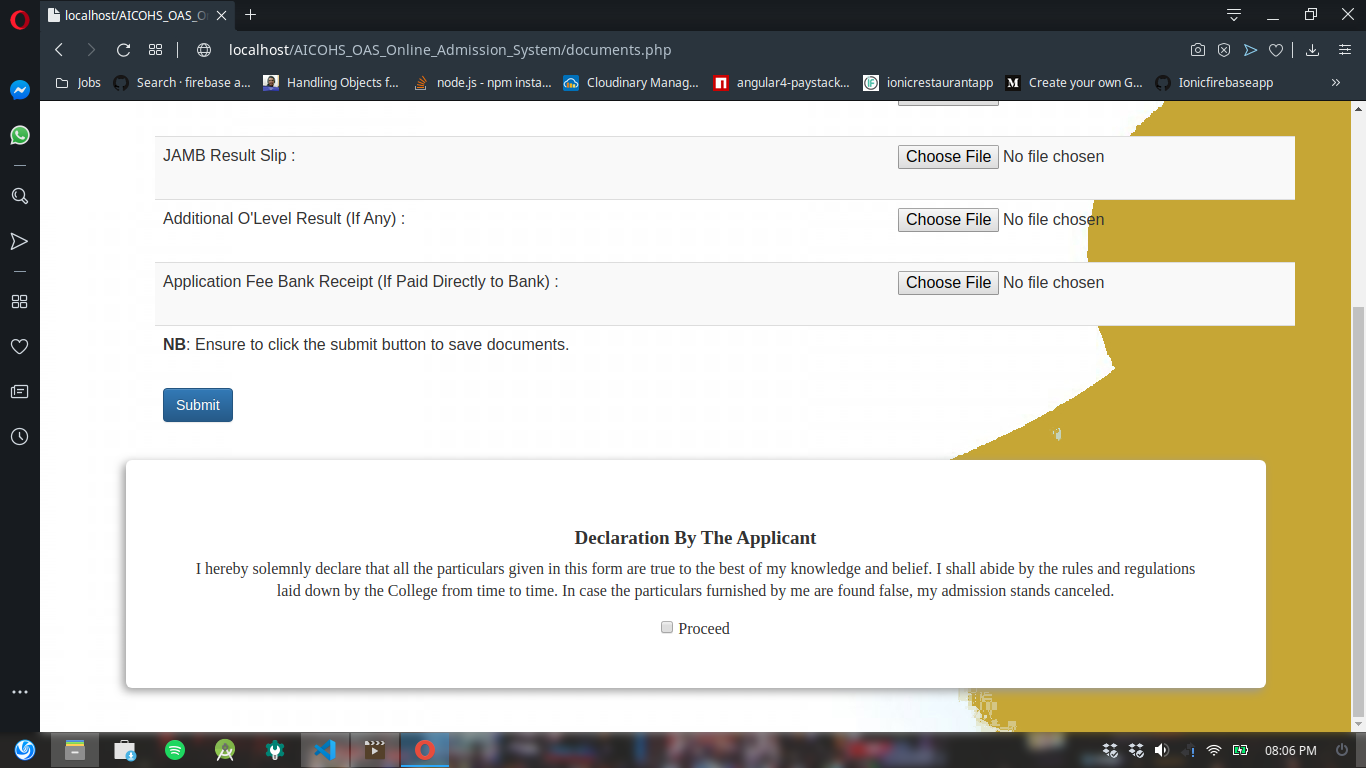 localhost/AICOHS_OAS_O
localhost/AICOHS_OAS_Online_Admission_System/documents.php
Jobs
Search · firebase a...
Handling Objects f...
node.js - npm insta...
Cloudinary Manag...
angular4-paystack...
ionicrestaurantapp
Create your own G...
Ionicfirebaseapp
»
JAMB Result Slip :
Choose File No file chosen
Additional O'Level Result (If Any) :
Choose File No file chosen
Application Fee Bank Receipt (If Paid Directly to Bank) :
Choose File No file chosen
NB: Ensure to click the submit button to save documents.
Submit
Declaration By The Applicant
I hereby solemnly declare that all the particulars given in this form are true to the best of my knowledge and belief. I shall abide by the rules and regulations
laid down by the College from time to time. In case the particulars furnished by me are found false, my admission stands canceled.
Proceed
08:06 PM